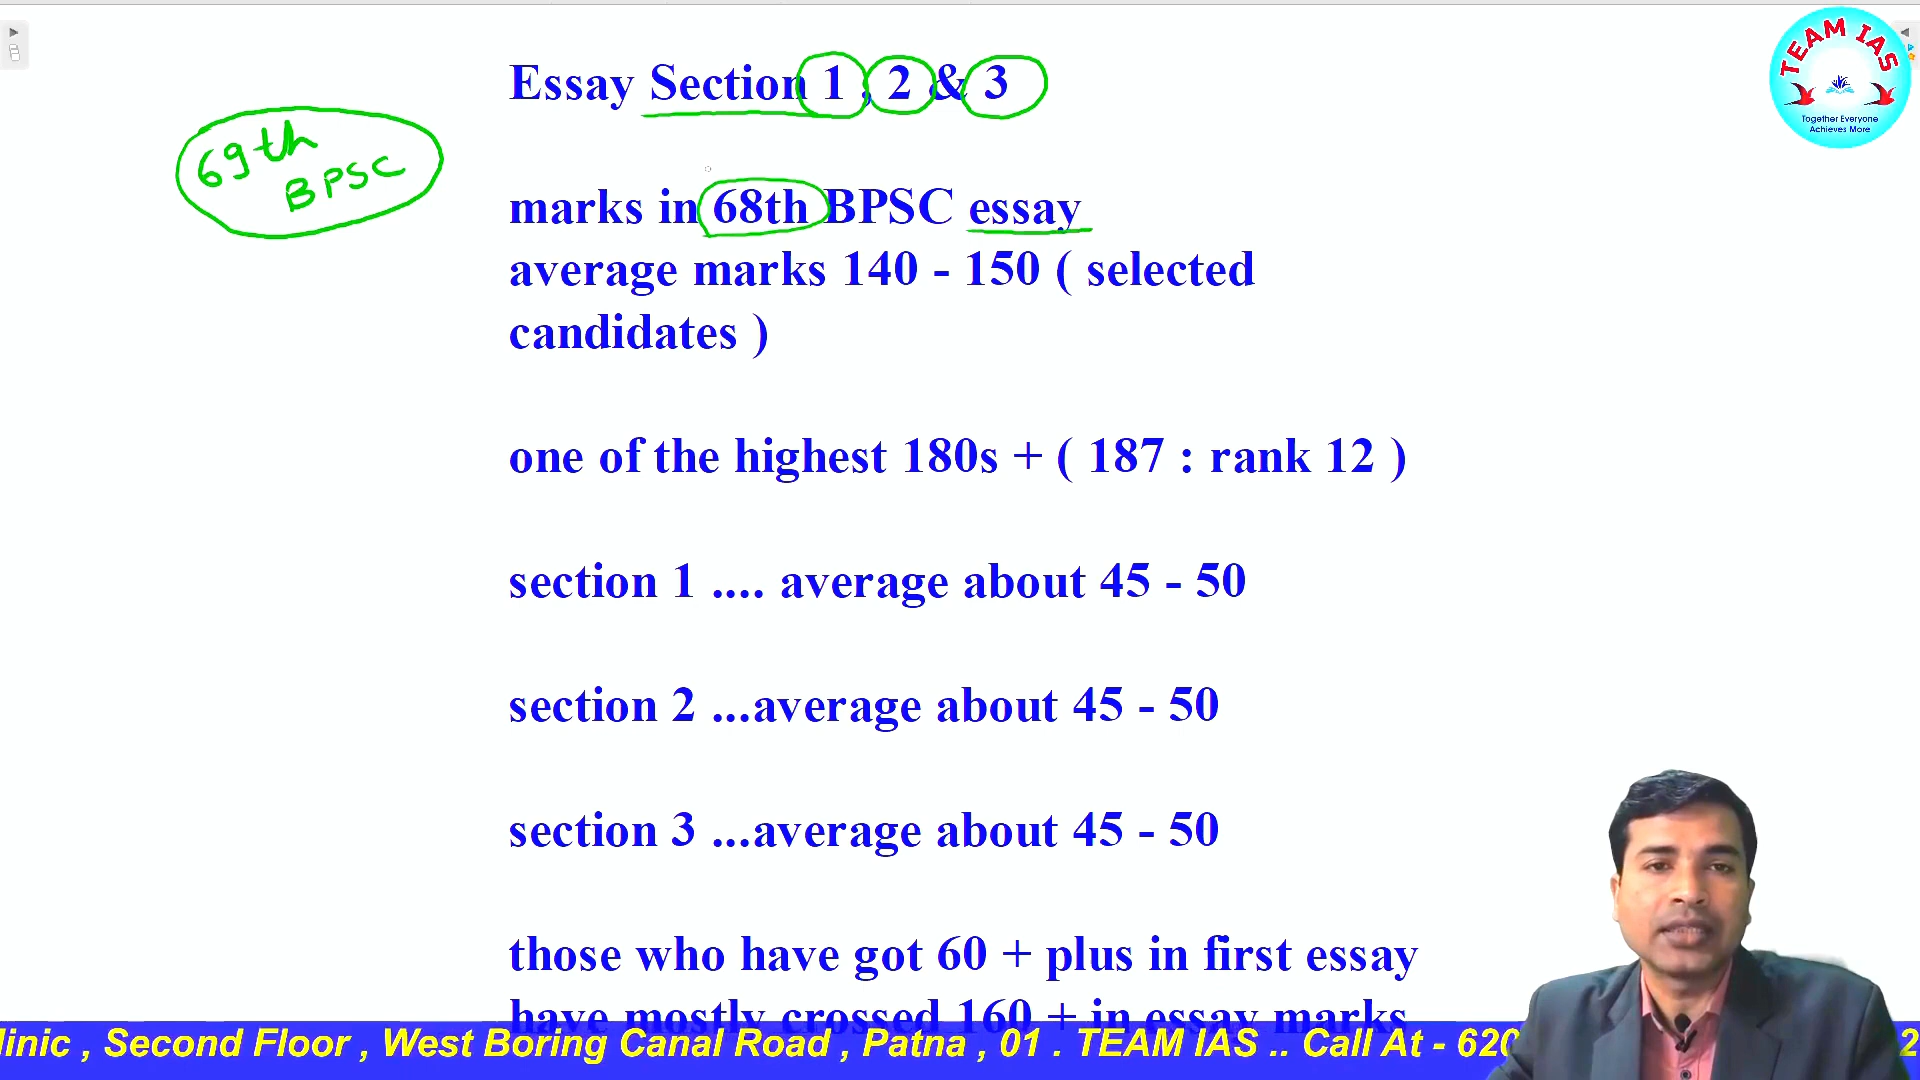 Essay Section 1 , 2 & 3
69th
BPSC
marks in 68th BPSC essay
average marks 140 - 150 ( selected
candidates )
one of the highest 180s + ( 187 : rank 12 )
section 1 .... average about 45 - 50
section 2 ...average about 45 - 50
section 3 ...average about 45 - 50
those who have got 60 + plus in first essay
have mostly crossed 160 + in essay marks
linic , Second Floor , West Boring Canal Road , Patna , 01 . TEAM IAS .. Call At - 620
2
TEAM IAS
Together Everyone
Achieves More